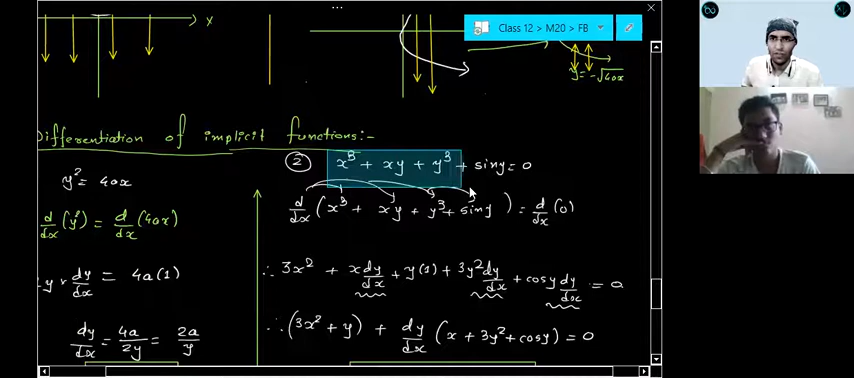 Class 12 > M20 > FB
x
y = -√4ax
Differentiation of implicit functions:-
y² = 4ax
d/dx (y²) = d/dx (4ax)
y × dy/dx = 4a(1)
dy/dx = 4a/2y = 2a/y
② x³ + xy + y³ + siny = 0
d/dx (x³ + xy + y³ + siny) = d/dx (0)
∴ 3x² + x dy/dx + y(1) + 3y² dy/dx + cosy dy/dx = 0
∴ (3x² + y) + dy/dx (x + 3y² + cosy) = 0